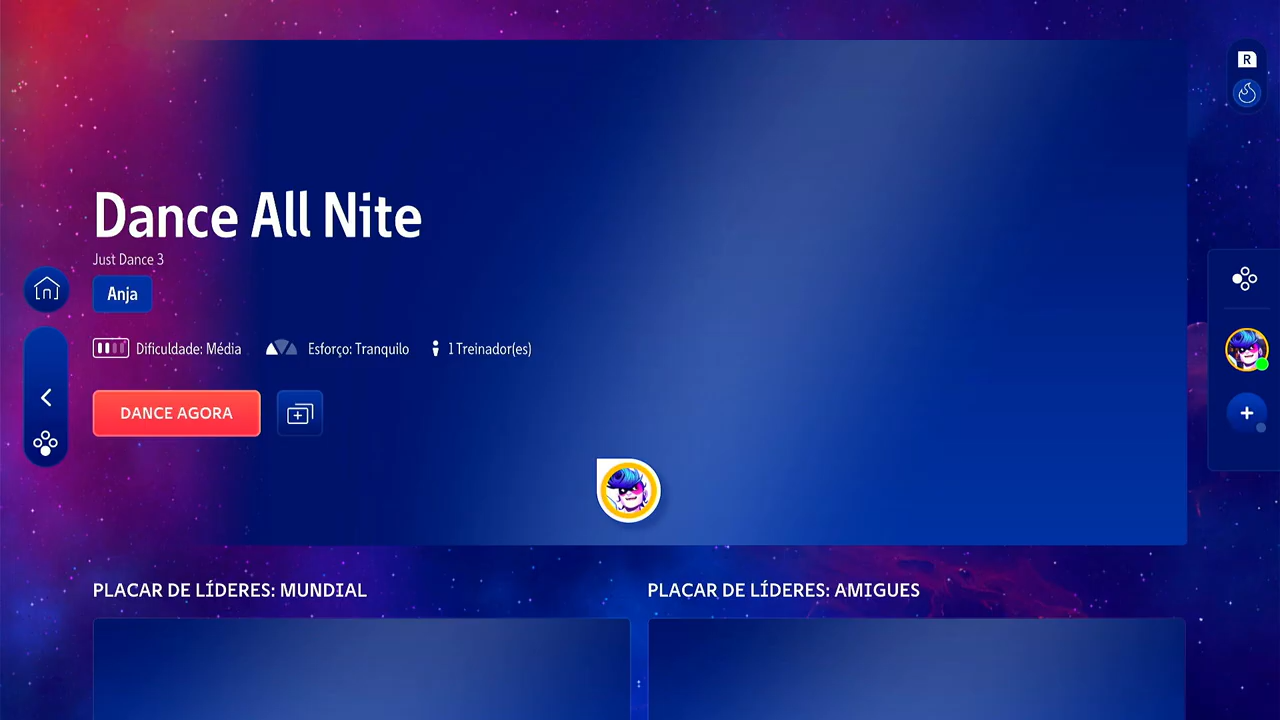 R
Dance All Nite
Just Dance 3
Anja
Dificuldade: Média
Esforço: Tranquilo
1 Treinador(es)
DANCE AGORA
PLACAR DE LÍDERES: MUNDIAL
PLACAR DE LÍDERES: AMIGUES